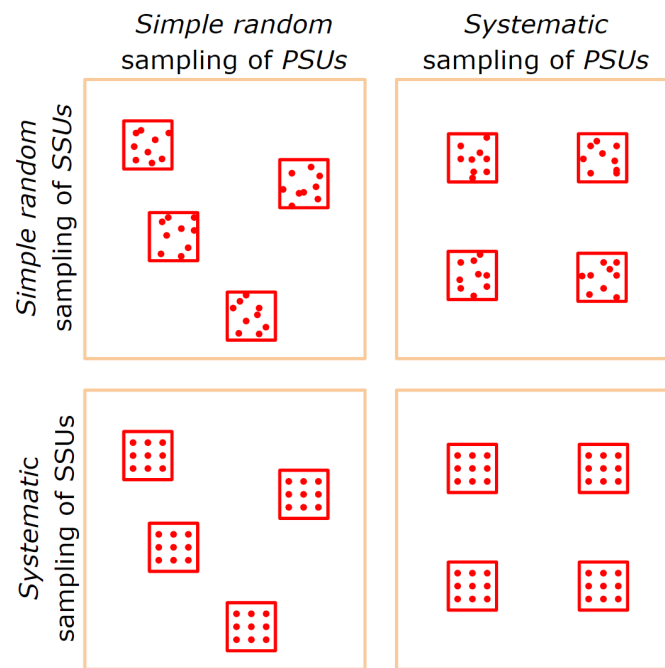 Simple random
sampling of PSUs
Systematic
sampling of PSUs
Simple random
sampling of SSUs
Systematic
sampling of SSUs